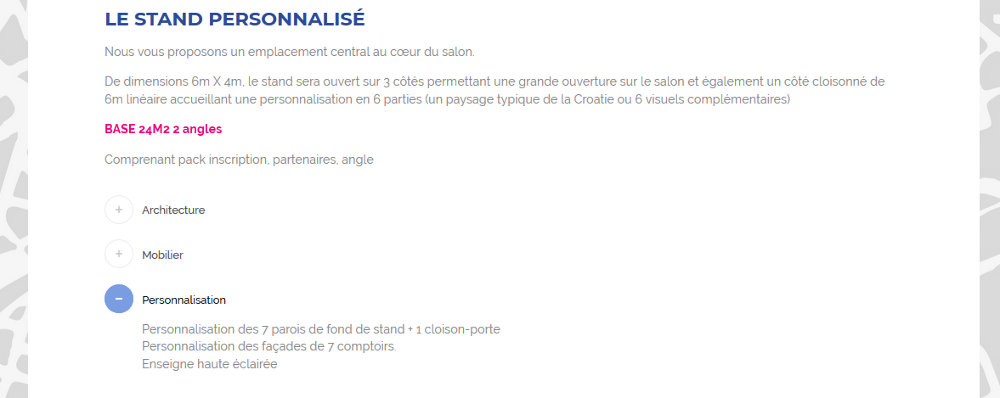 LE STAND PERSONNALISÉ
Nous vous proposons un emplacement central au cœur du salon.
De dimensions 6m X 4m, le stand sera ouvert sur 3 côtés permettant une grande ouverture sur le salon et également un côté cloisonné de
6m linéaire accueillant une personnalisation en 6 parties (un paysage typique de la Croatie ou 6 visuels complémentaires)
BASE 24M2 2 angles
Comprenant pack inscription, partenaires, angle
Architecture
Mobilier
Personnalisation
Personnalisation des 7 parois de fond de stand + 1 cloison-porte
Personnalisation des façades de 7 comptoirs.
Enseigne haute éclairée